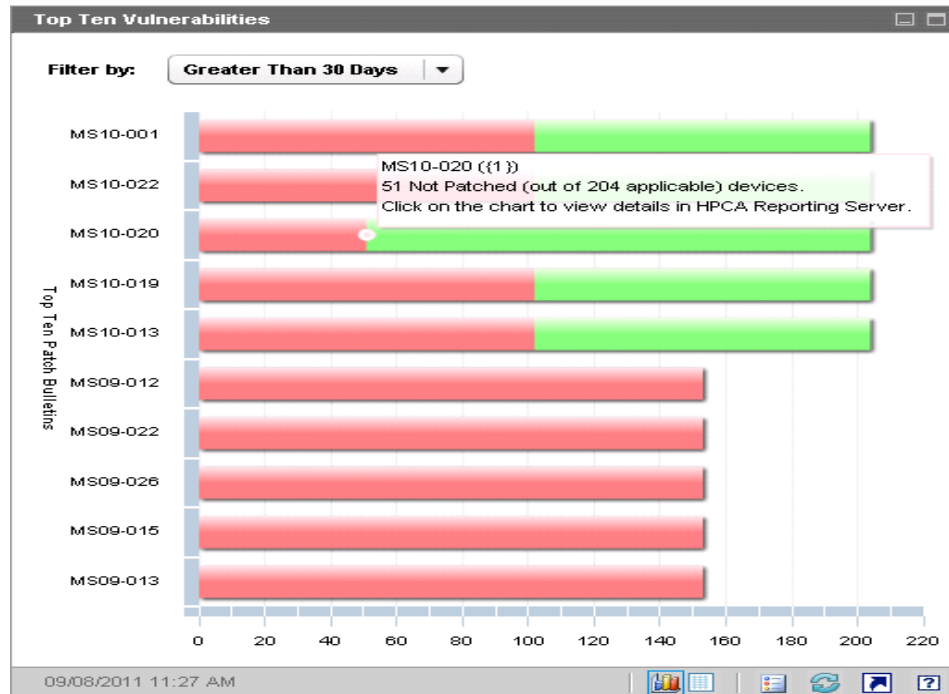 Top Ten Vulnerabilities
Filter by: Greater Than 30 Days
MS10-001
MS10-020 ({1})
51 Not Patched (out of 204 applicable) devices.
Click on the chart to view details in HPCA Reporting Server.
MS10-022
MS10-020
MS10-019
MS10-013
MS09-012
MS09-022
MS09-026
MS09-015
MS09-013
Top Ten Patch Bulletins
0 20 40 60 80 100 120 140 160 180 200 220
09/08/2011 11:27 AM
?